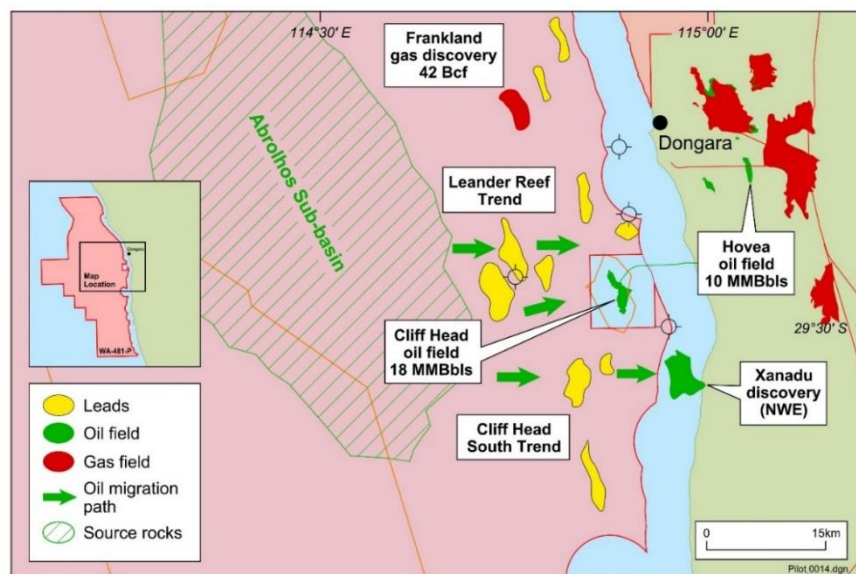 114°30' E
115°00' E
Frankland
gas discovery
42 Bcf
Dongara
Abrolhos Sub-basin
Leander Reef
Trend
Hovea
oil field
10 MMBbls
29°30' S
Dongara
Map
Location
WA-481-P
Cliff Head
oil field
18 MMBbls
Xanadu
discovery
(NWE)
Cliff Head
South Trend
Leads
Oil field
Gas field
Oil migration
path
Source rocks
0
15km
Pilot 0014.dgn